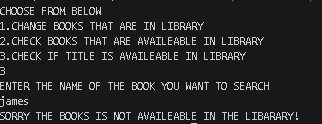 CHOOSE FROM BELOW
1.CHANGE BOOKS THAT ARE IN LIBRARY
2.CHECK BOOKS THAT ARE AVAILEABLE IN LIBRARY
3.CHECK IF TITLE IS AVAILEABLE IN LIBRARY
3
ENTER THE NAME OF THE BOOK YOU WANT TO SEARCH
james
SORRY THE BOOKS IS NOT AVAILEABLE IN THE LIBARARY!